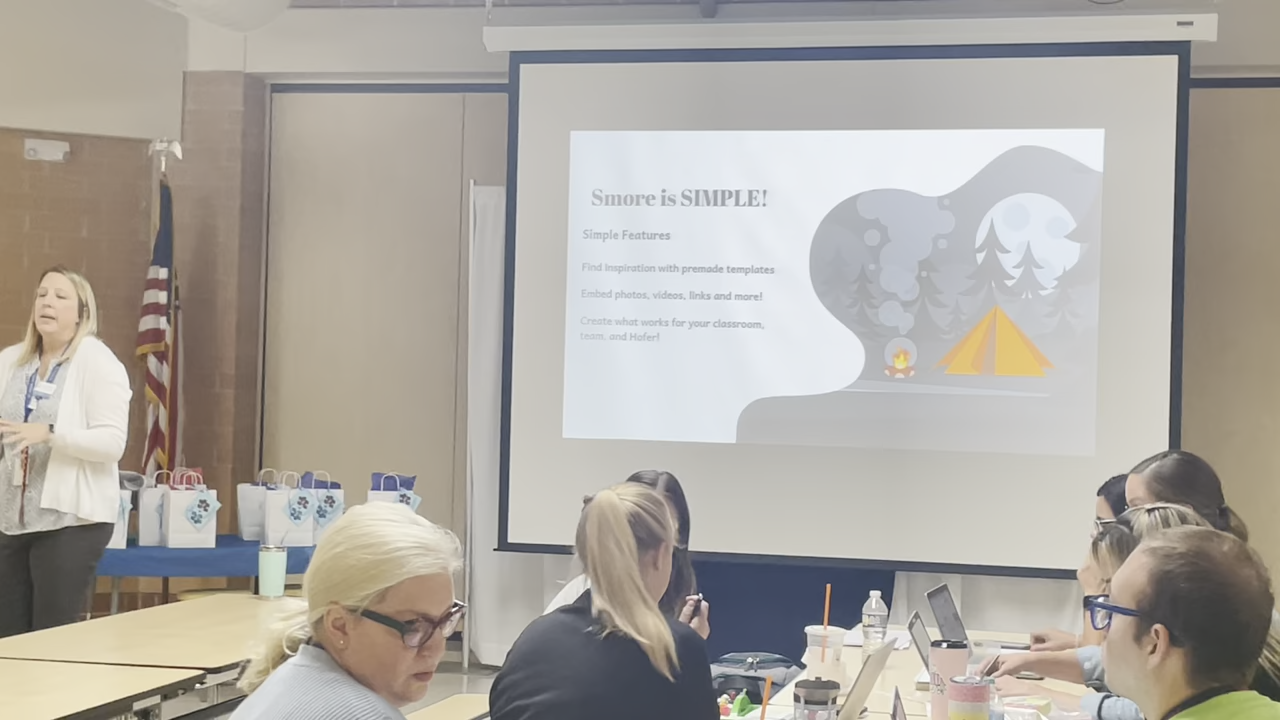 Smore is SIMPLE!
Simple Features
Find Inspiration with premade templates
Embed photos, videos, links and more!
Create what works for your classroom,
team, and Hofer!